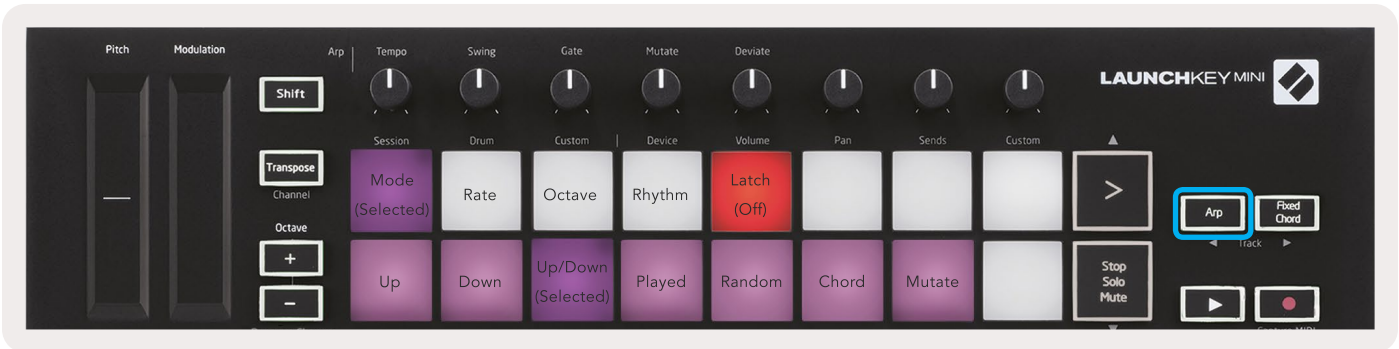 Pitch
Modulation
Arp
Tempo
Swing
Gate
Mutate
Deviate
LAUNCHKEY MINI
Shift
Session
Drum
Custom
Device
Volume
Pan
Sends
Custom
Transpose
Channel
Mode
(Selected)
Rate
Octave
Rhythm
Latch
(Off)
>
Arp
Fixed
Chord
Track
Octave
+
−
Up
Down
Up/Down
(Selected)
Played
Random
Chord
Mutate
Stop
Solo
Mute